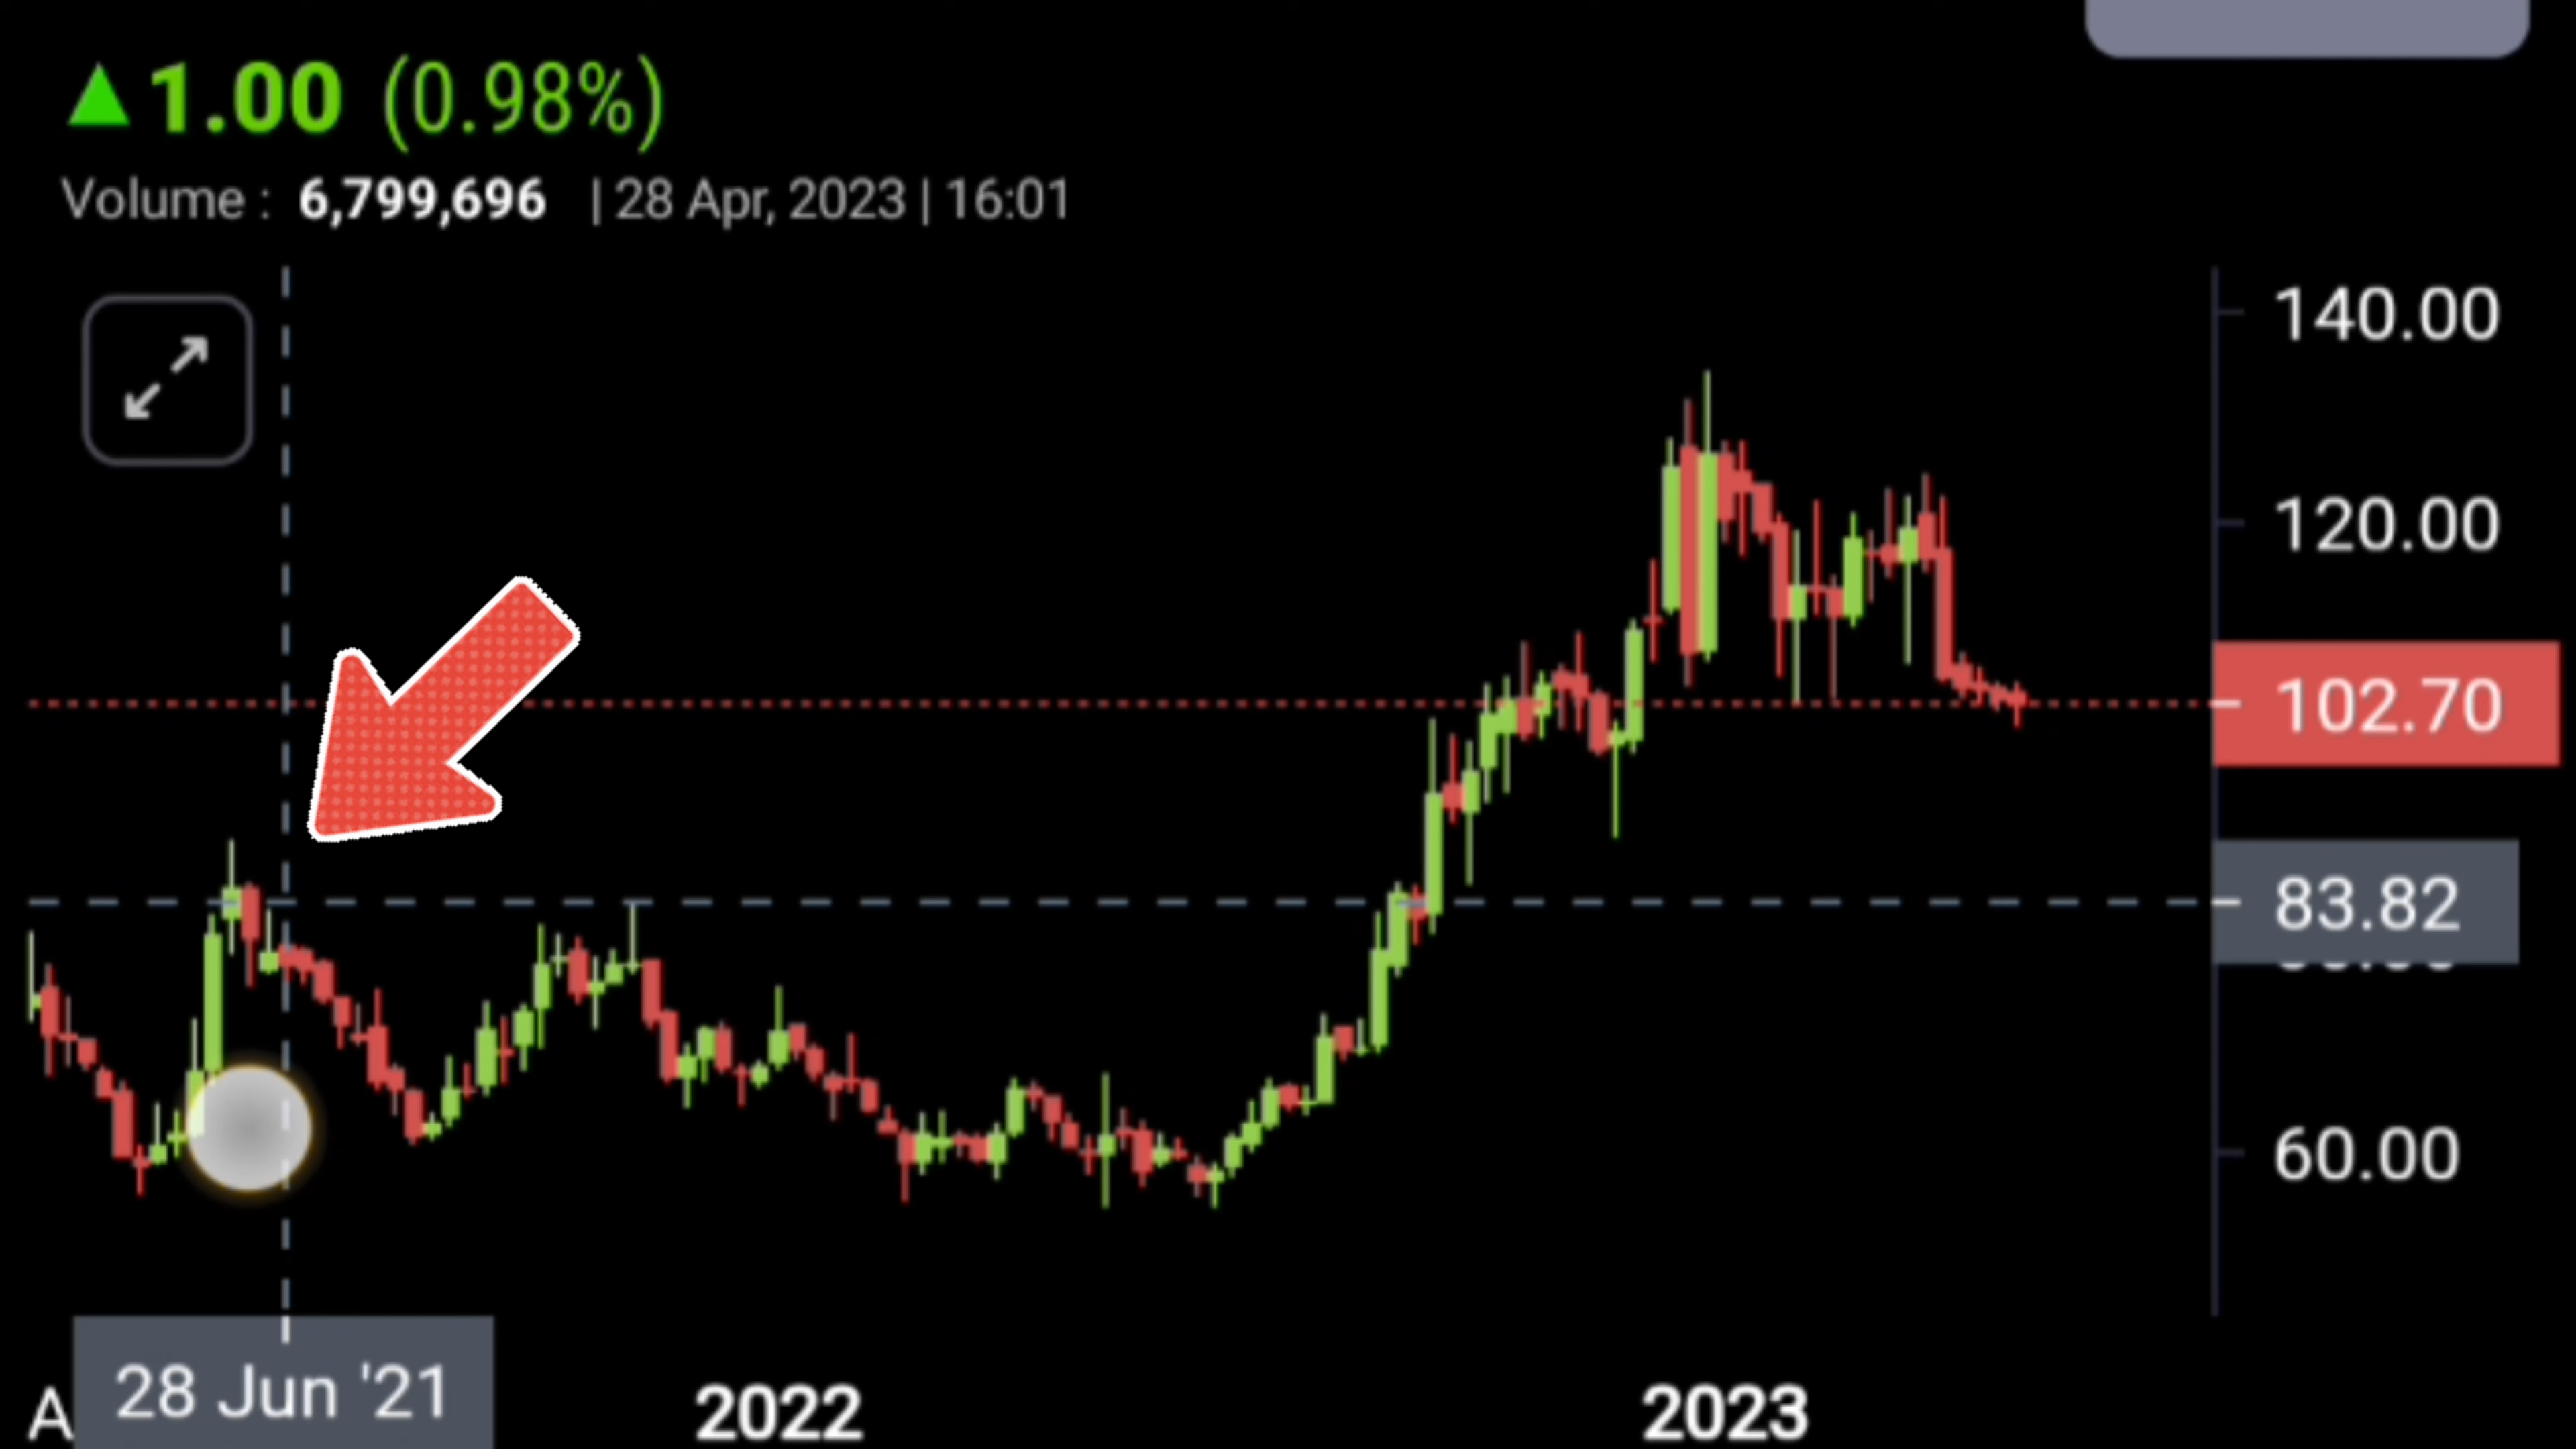 ▲1.00 (0.98%)
Volume : 6,799,696 | 28 Apr, 2023 | 16:01
140.00
120.00
102.70
83.82
60.00
A
28 Jun '21
2022
2023